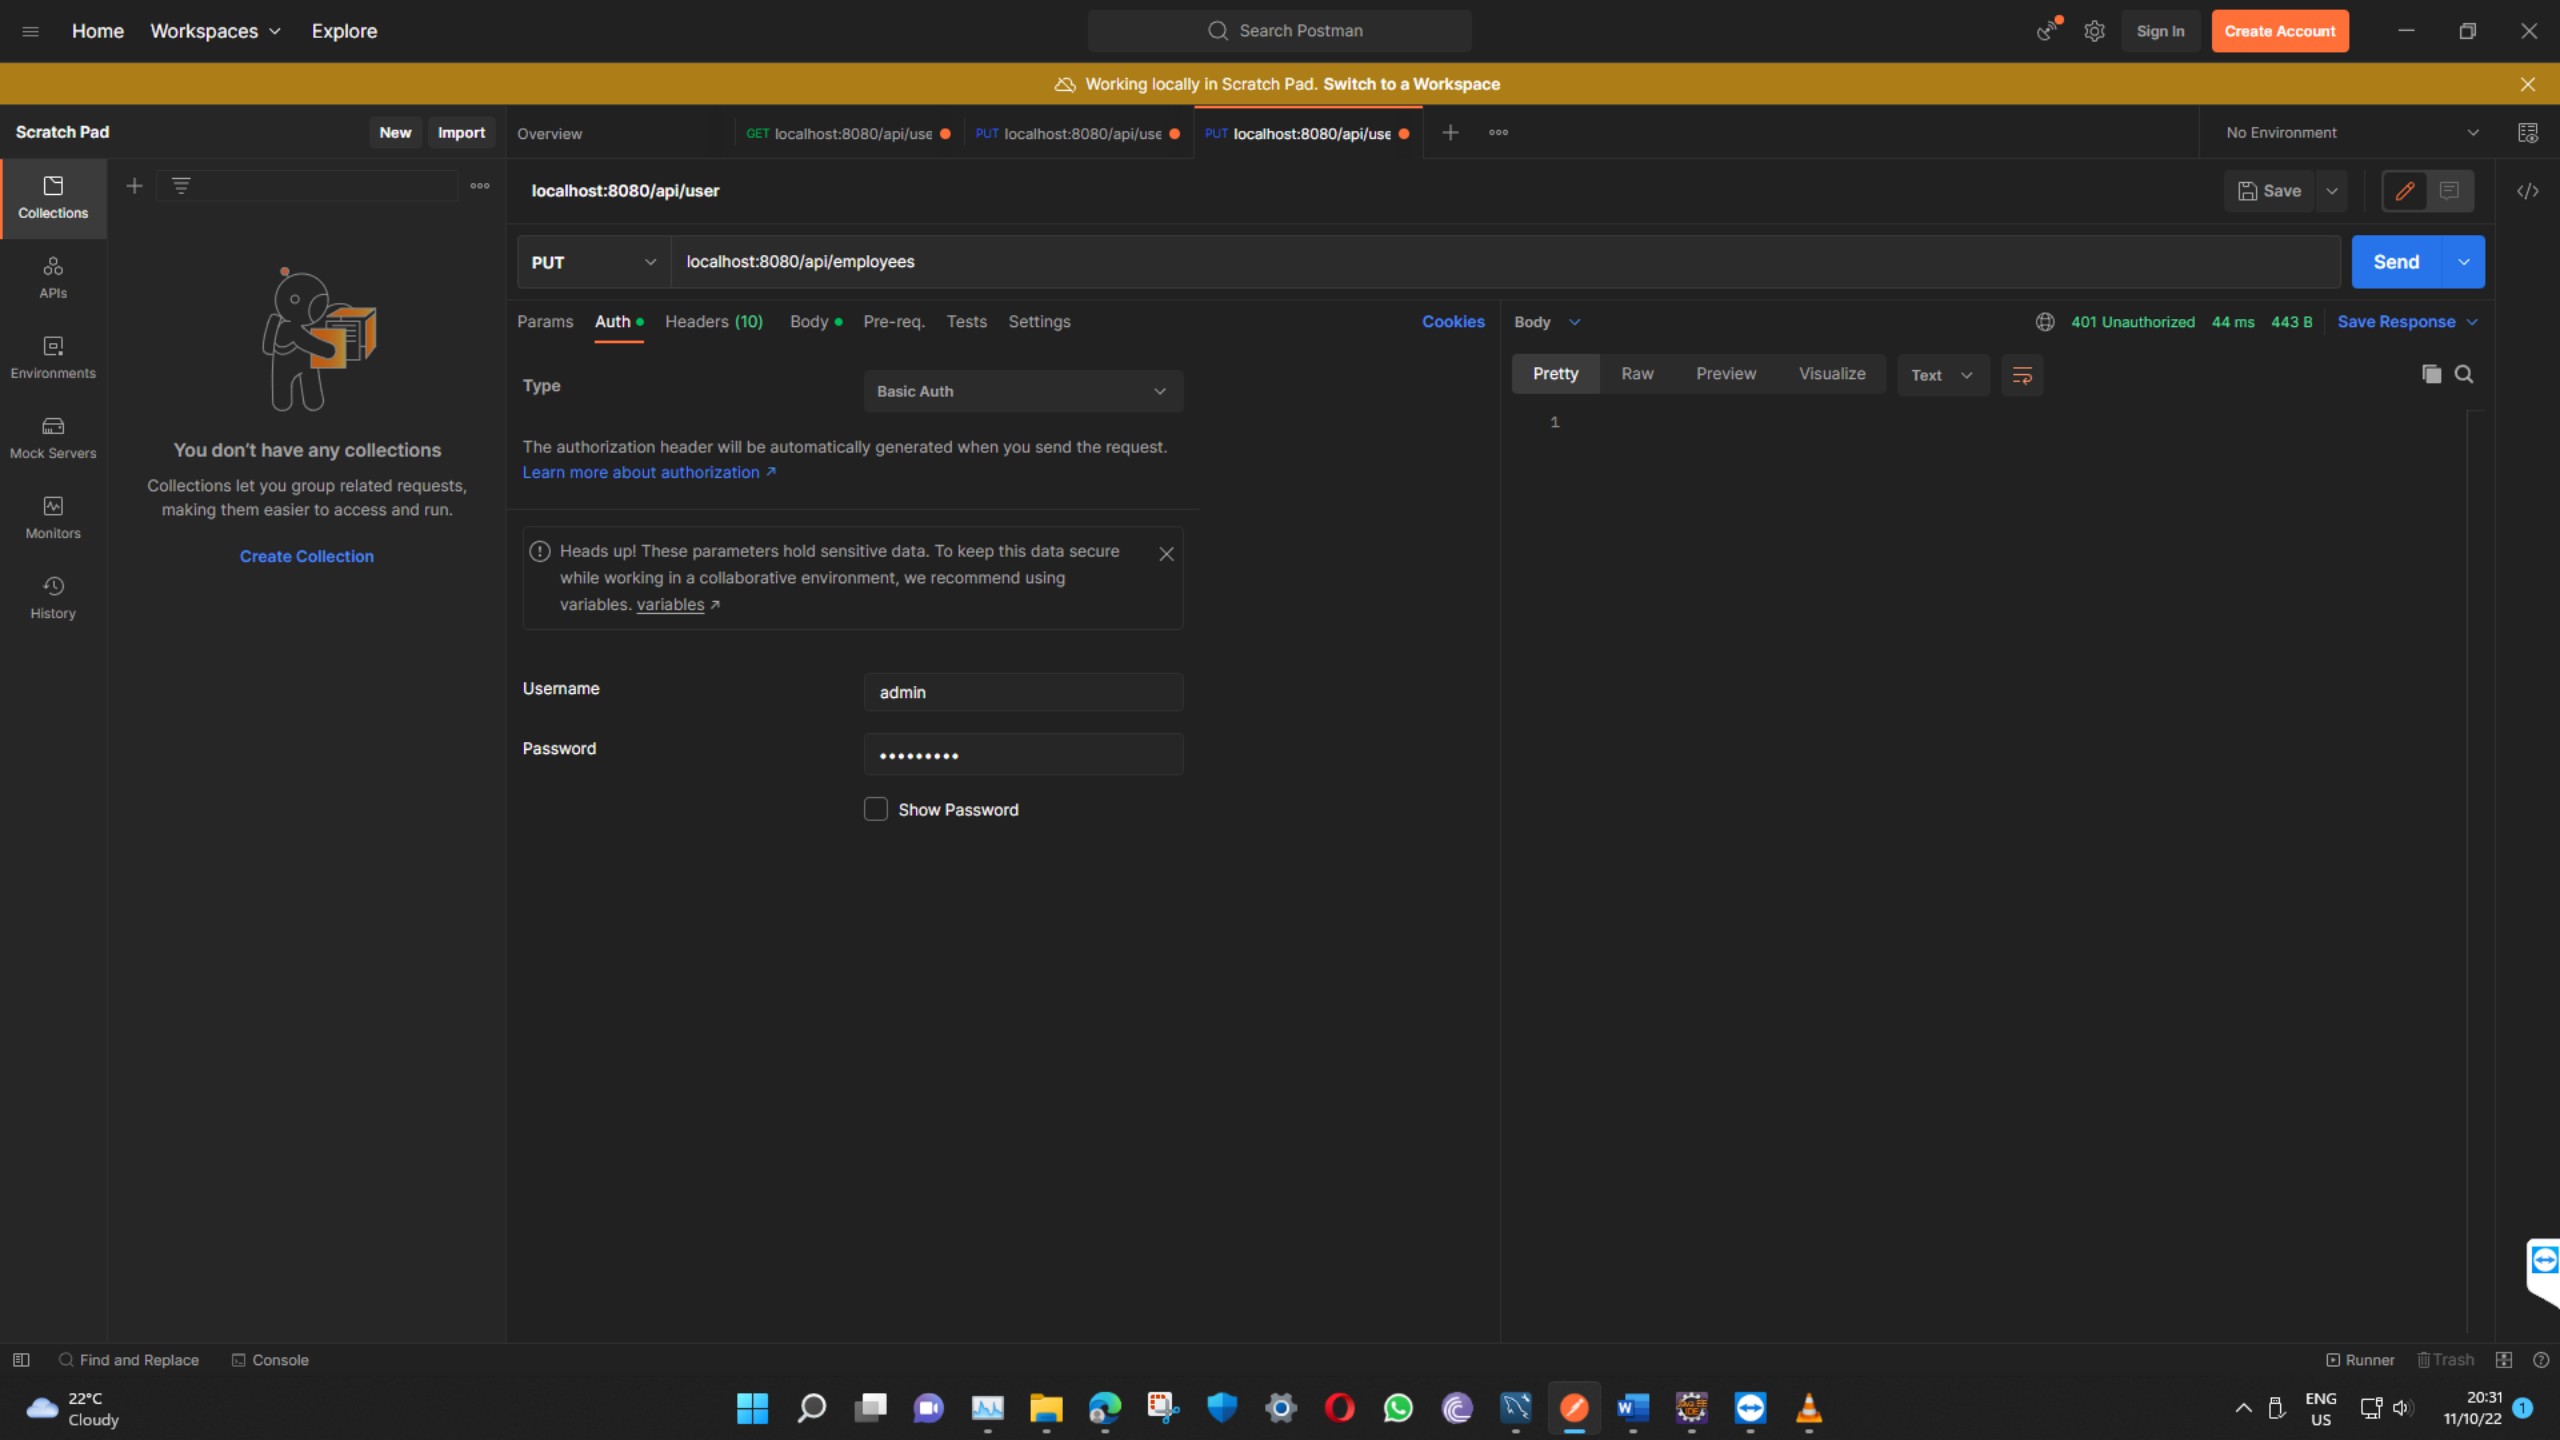 Home Workspaces Explore
Search Postman
Sign In Create Account
Working locally in Scratch Pad. Switch to a Workspace
Scratch Pad New Import
Overview
GET localhost:8080/api/use
PUT localhost:8080/api/use
PUT localhost:8080/api/use
No Environment
Collections
APIs
Environments
Mock Servers
Monitors
History
You don't have any collections
Collections let you group related requests,
making them easier to access and run.
Create Collection
localhost:8080/api/user
Save
PUT localhost:8080/api/employees
Send
Params Auth Headers (10) Body Pre-req. Tests Settings Cookies
Type Basic Auth
The authorization header will be automatically generated when you send the request.
Learn more about authorization ↗
Heads up! These parameters hold sensitive data. To keep this data secure
while working in a collaborative environment, we recommend using
variables. variables ↗
Username admin
Password •••••••••
Show Password
Body 401 Unauthorized 44 ms 443 B Save Response
Pretty Raw Preview Visualize Text
1
Find and Replace Console
Runner Trash
22°C
Cloudy
ENG
US
20:31
11/10/22
1